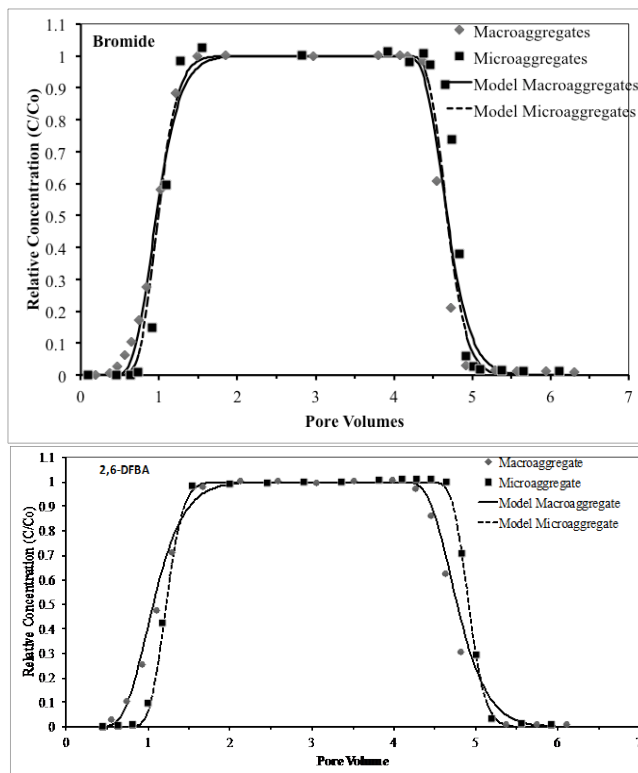 Bromide
Macroaggregates
Microaggregates
Model Macroaggregates
Model Microaggregates
Relative Concentration (C/Co)
1.1
1
0.9
0.8
0.7
0.6
0.5
0.4
0.3
0.2
0.1
0
0 1 2 3 4 5 6 7
Pore Volumes
2,6-DFBA
Macroaggregate
Microaggregate
Model Macroaggregate
Model Microaggregate
Relative Concentration (C/Co)
1.1
1
0.9
0.8
0.7
0.6
0.5
0.4
0.3
0.2
0.1
0
0 1 2 3 4 5 6 7
Pore Volume